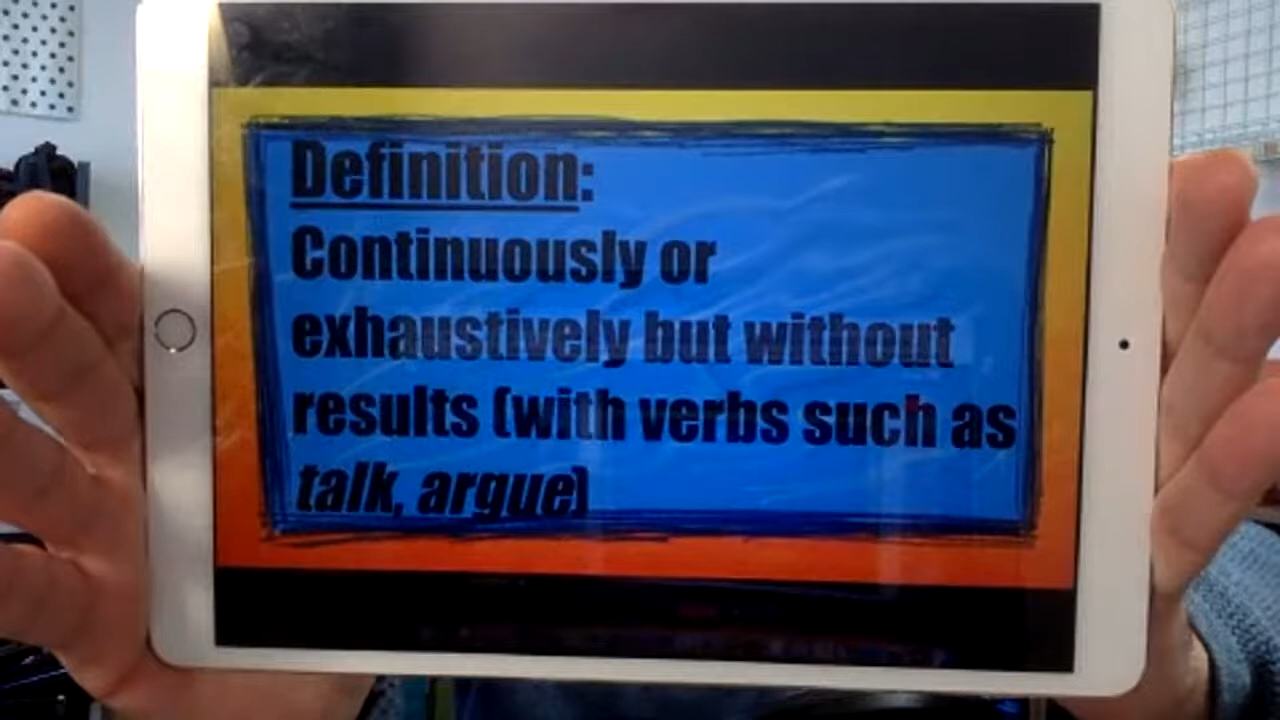 Definition:
Continuously or
exhaustively but without
results (with verbs such as
talk, argue)